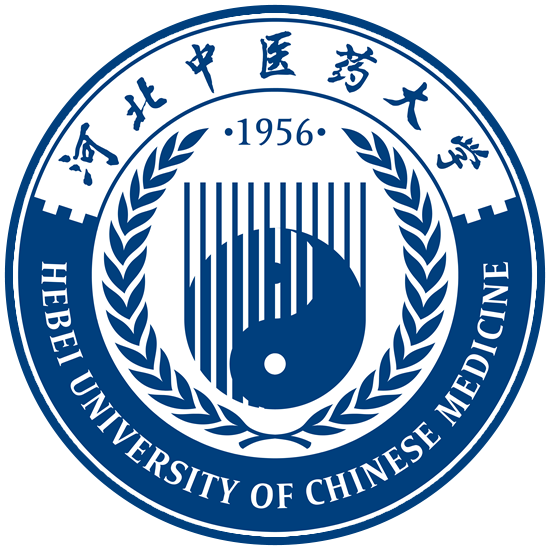 河北中医药大学
·1956·
HEBEI UNIVERSITY OF CHINESE MEDICINE